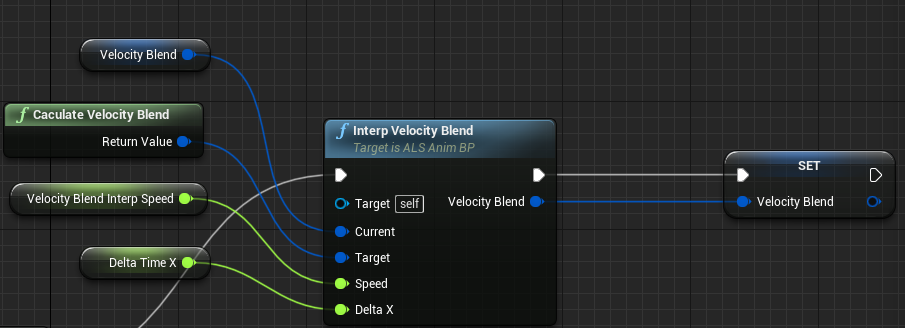 Velocity Blend
f Caculate Velocity Blend
Return Value
Velocity Blend Interp Speed
Delta Time X
f Interp Velocity Blend
Target is ALS Anim BP
Target self
Velocity Blend
Current
Target
Speed
Delta X
SET
Velocity Blend